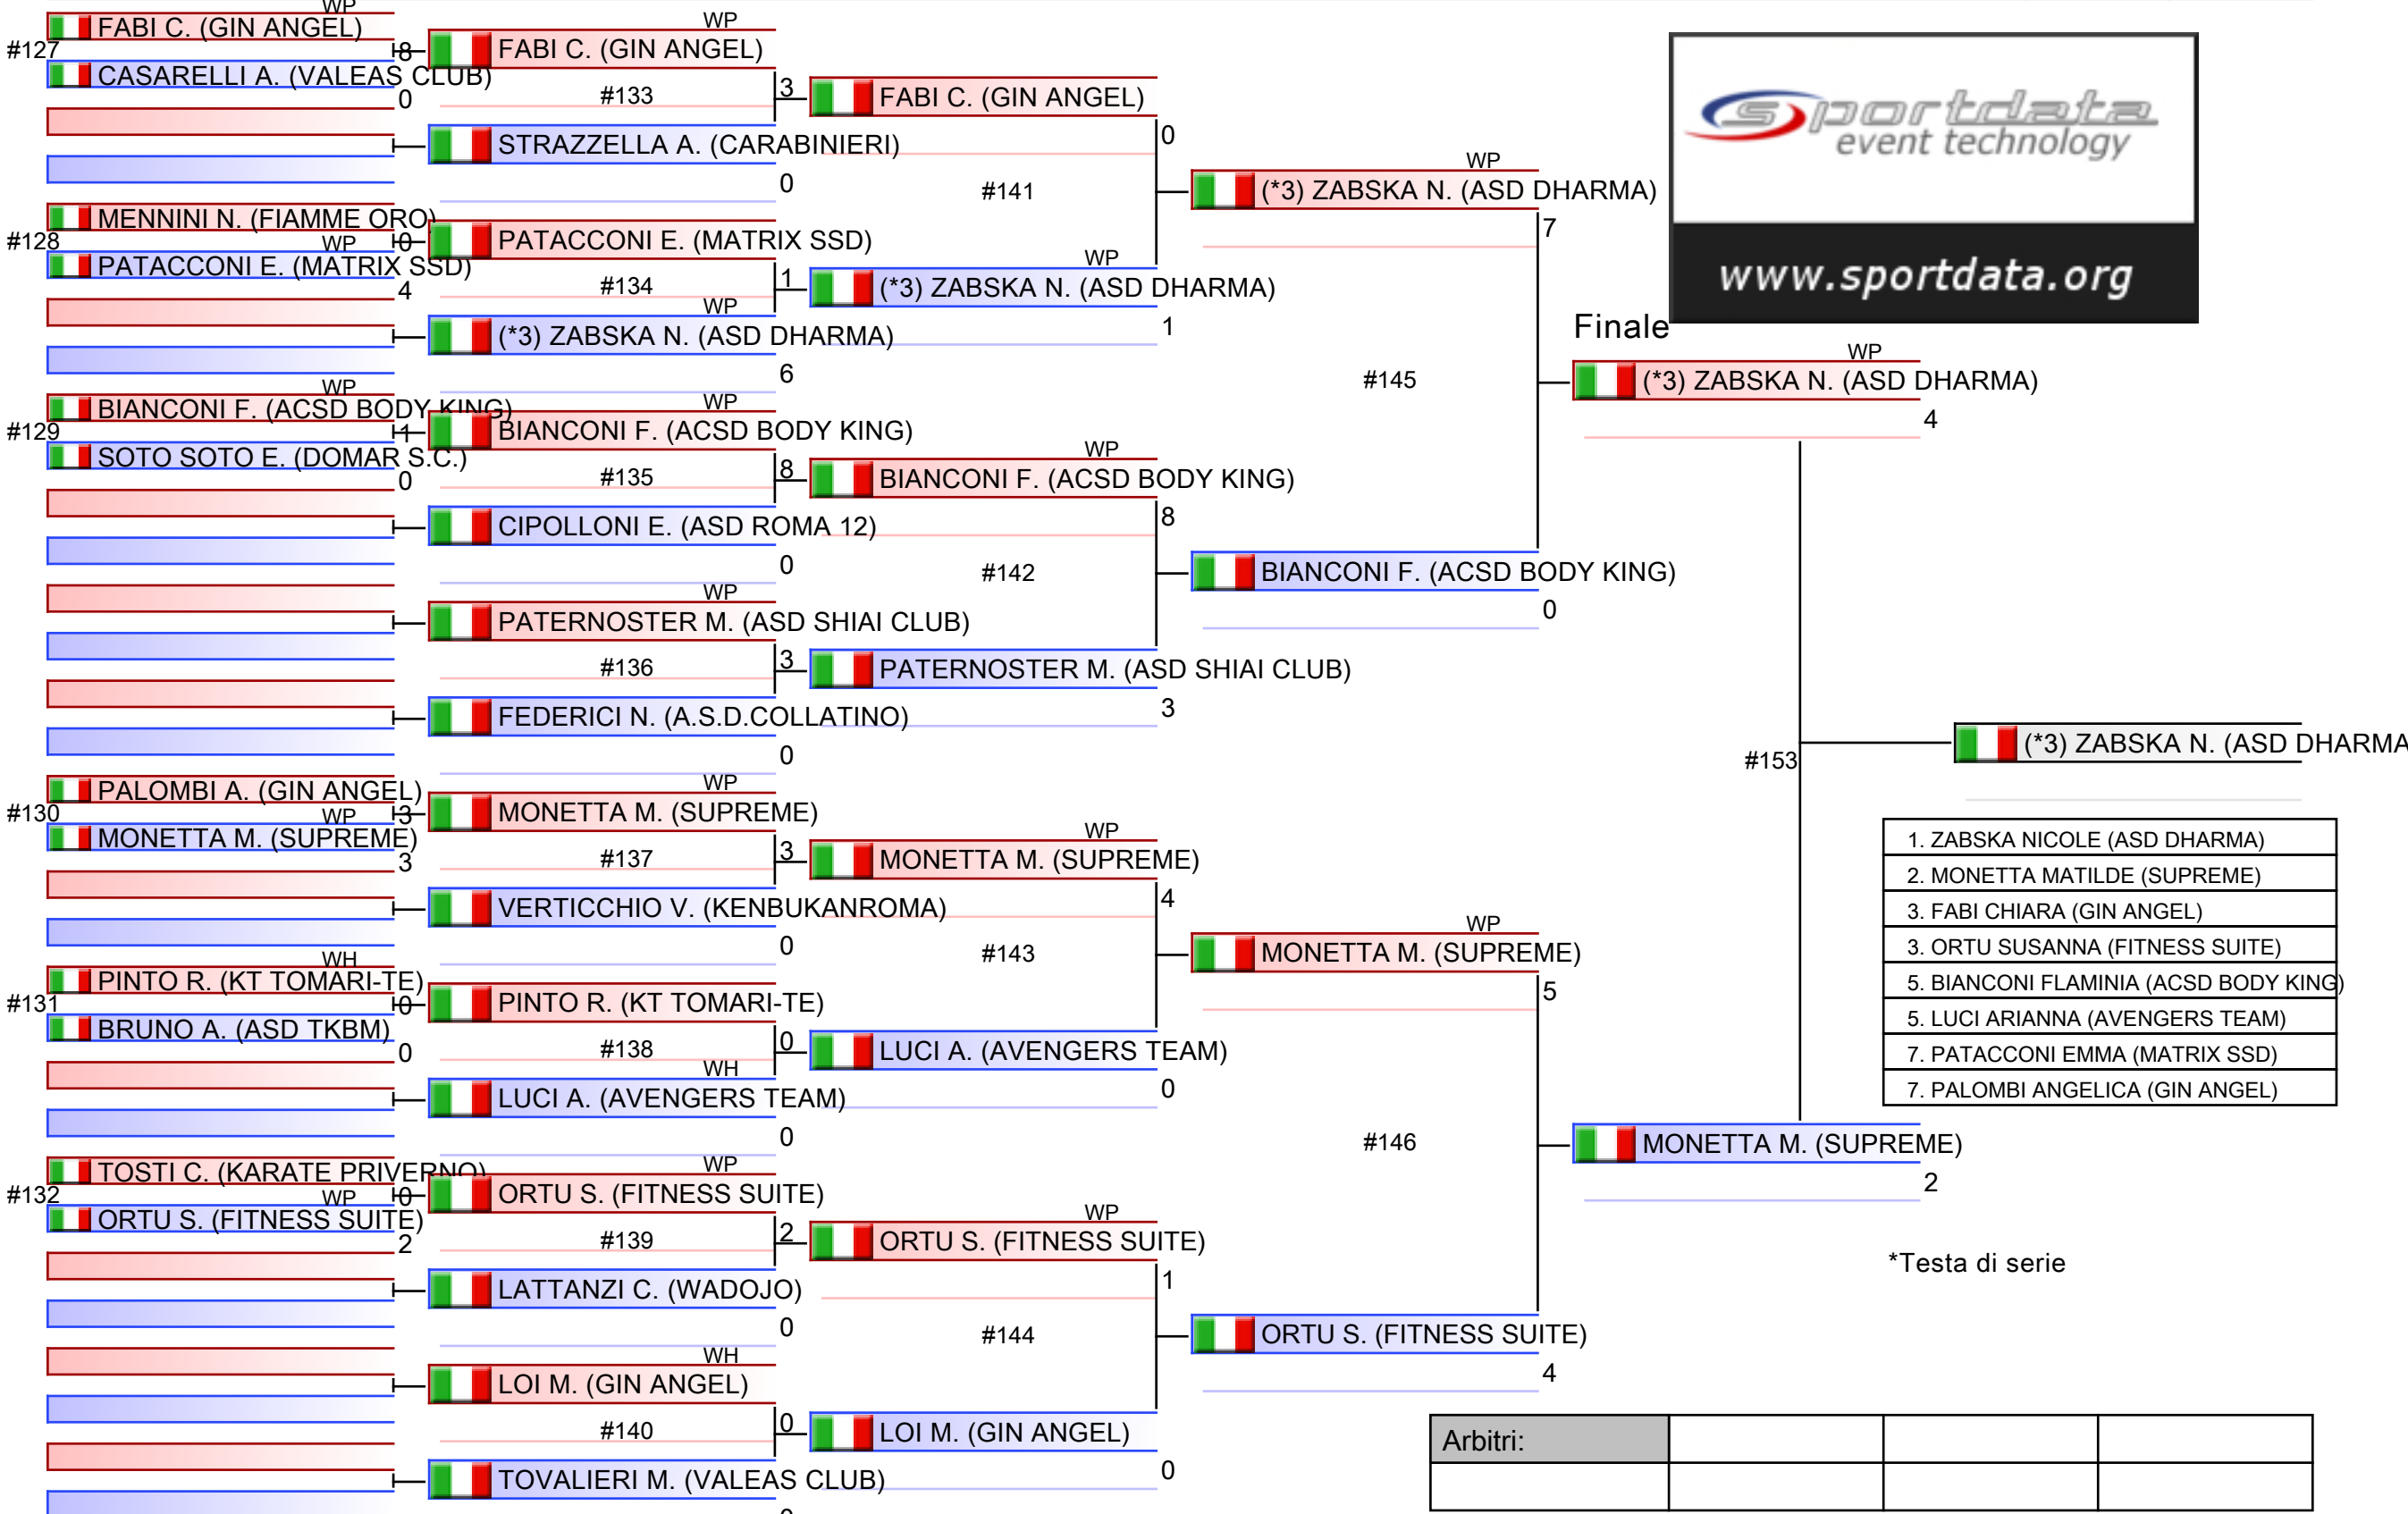 WP
FABI C. (GIN ANGEL)
#127
8
CASARELLI A. (VALEAS CLUB)
0
MENNINI N. (FIAMME ORO)
#128
WP
0
PATACCONI E. (MATRIX SSD)
4
WP
BIANCONI F. (ACSD BODY KING)
#129
1
SOTO SOTO E. (DOMAR S.C.)
0
PALOMBI A. (GIN ANGEL)
#130
WP
3
MONETTA M. (SUPREME)
3
WH
PINTO R. (KT TOMARI-TE)
#131
0
BRUNO A. (ASD TKBM)
0
TOSTI C. (KARATE PRIVERNO)
#132
WP
0
ORTU S. (FITNESS SUITE)
2
WP
FABI C. (GIN ANGEL)
#133
3
STRAZZELLA A. (CARABINIERI)
0
PATACCONI E. (MATRIX SSD)
#134
1
WP
(*3) ZABSKA N. (ASD DHARMA)
6
WP
BIANCONI F. (ACSD BODY KING)
#135
8
CIPOLLONI E. (ASD ROMA 12)
0
WP
PATERNOSTER M. (ASD SHIAI CLUB)
#136
3
FEDERICI N. (A.S.D.COLLATINO)
0
WP
MONETTA M. (SUPREME)
#137
3
VERTICCHIO V. (KENBUKANROMA)
0
PINTO R. (KT TOMARI-TE)
#138
0
WH
LUCI A. (AVENGERS TEAM)
0
WP
ORTU S. (FITNESS SUITE)
#139
2
LATTANZI C. (WADOJO)
0
WH
LOI M. (GIN ANGEL)
#140
0
TOVALIERI M. (VALEAS CLUB)
FABI C. (GIN ANGEL)
0
#141
WP
(*3) ZABSKA N. (ASD DHARMA)
1
WP
BIANCONI F. (ACSD BODY KING)
8
#142
PATERNOSTER M. (ASD SHIAI CLUB)
3
WP
MONETTA M. (SUPREME)
4
#143
LUCI A. (AVENGERS TEAM)
0
WP
ORTU S. (FITNESS SUITE)
1
#144
LOI M. (GIN ANGEL)
0
WP
(*3) ZABSKA N. (ASD DHARMA)
7
#145
BIANCONI F. (ACSD BODY KING)
0
WP
MONETTA M. (SUPREME)
5
#146
ORTU S. (FITNESS SUITE)
4
sportdata
event technology
www.sportdata.org
Finale
WP
(*3) ZABSKA N. (ASD DHARMA)
4
#153
MONETTA M. (SUPREME)
2
(*3) ZABSKA N. (ASD DHARMA
1. ZABSKA NICOLE (ASD DHARMA)
2. MONETTA MATILDE (SUPREME)
3. FABI CHIARA (GIN ANGEL)
3. ORTU SUSANNA (FITNESS SUITE)
5. BIANCONI FLAMINIA (ACSD BODY KING)
5. LUCI ARIANNA (AVENGERS TEAM)
7. PATACCONI EMMA (MATRIX SSD)
7. PALOMBI ANGELICA (GIN ANGEL)
*Testa di serie
Arbitri: